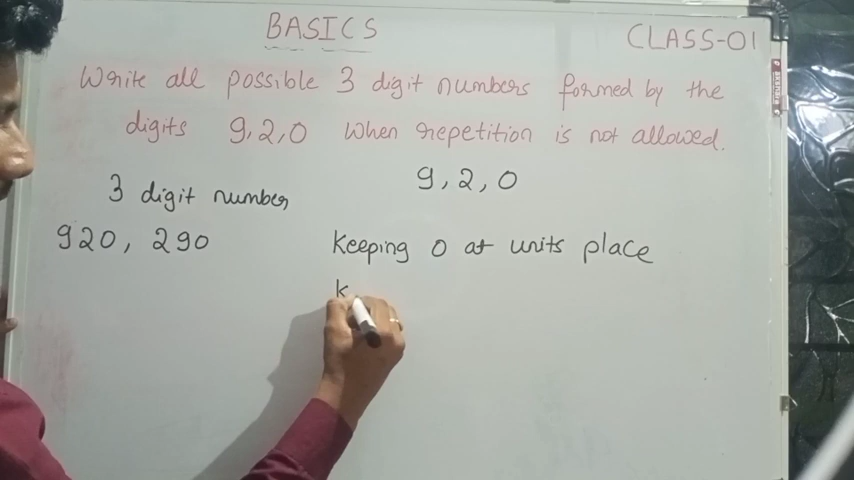 BASICS
CLASS-01
Write all possible 3 digit numbers formed by the
digits 9,2,0 when repetition is not allowed.
9, 2, 0
3 digit number
920, 290
Keeping 0 at units place
K